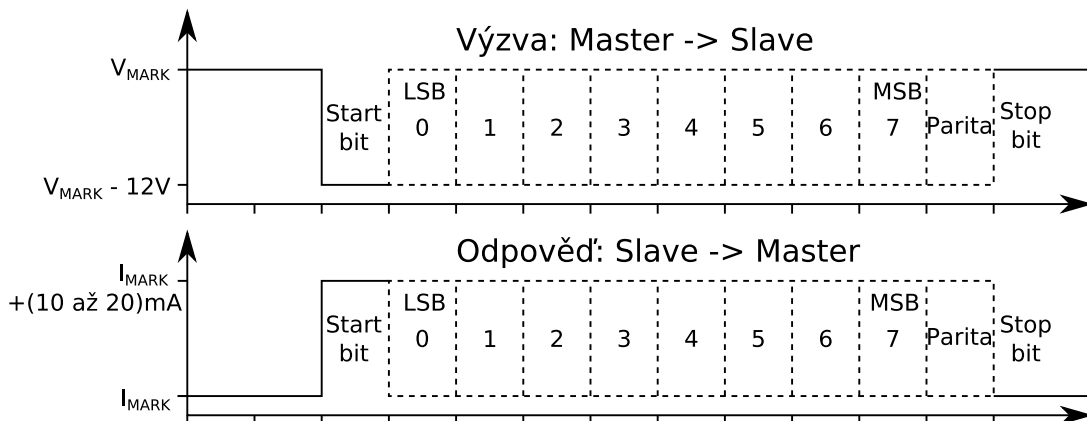 Výzva: Master -> Slave
V_MARK
LSB MSB
Start bit 0 1 2 3 4 5 6 7 Parita Stop bit
V_MARK - 12V
Odpověď: Slave -> Master
I_MARK
+(10 až 20)mA
LSB MSB
Start bit 0 1 2 3 4 5 6 7 Parita Stop bit
I_MARK